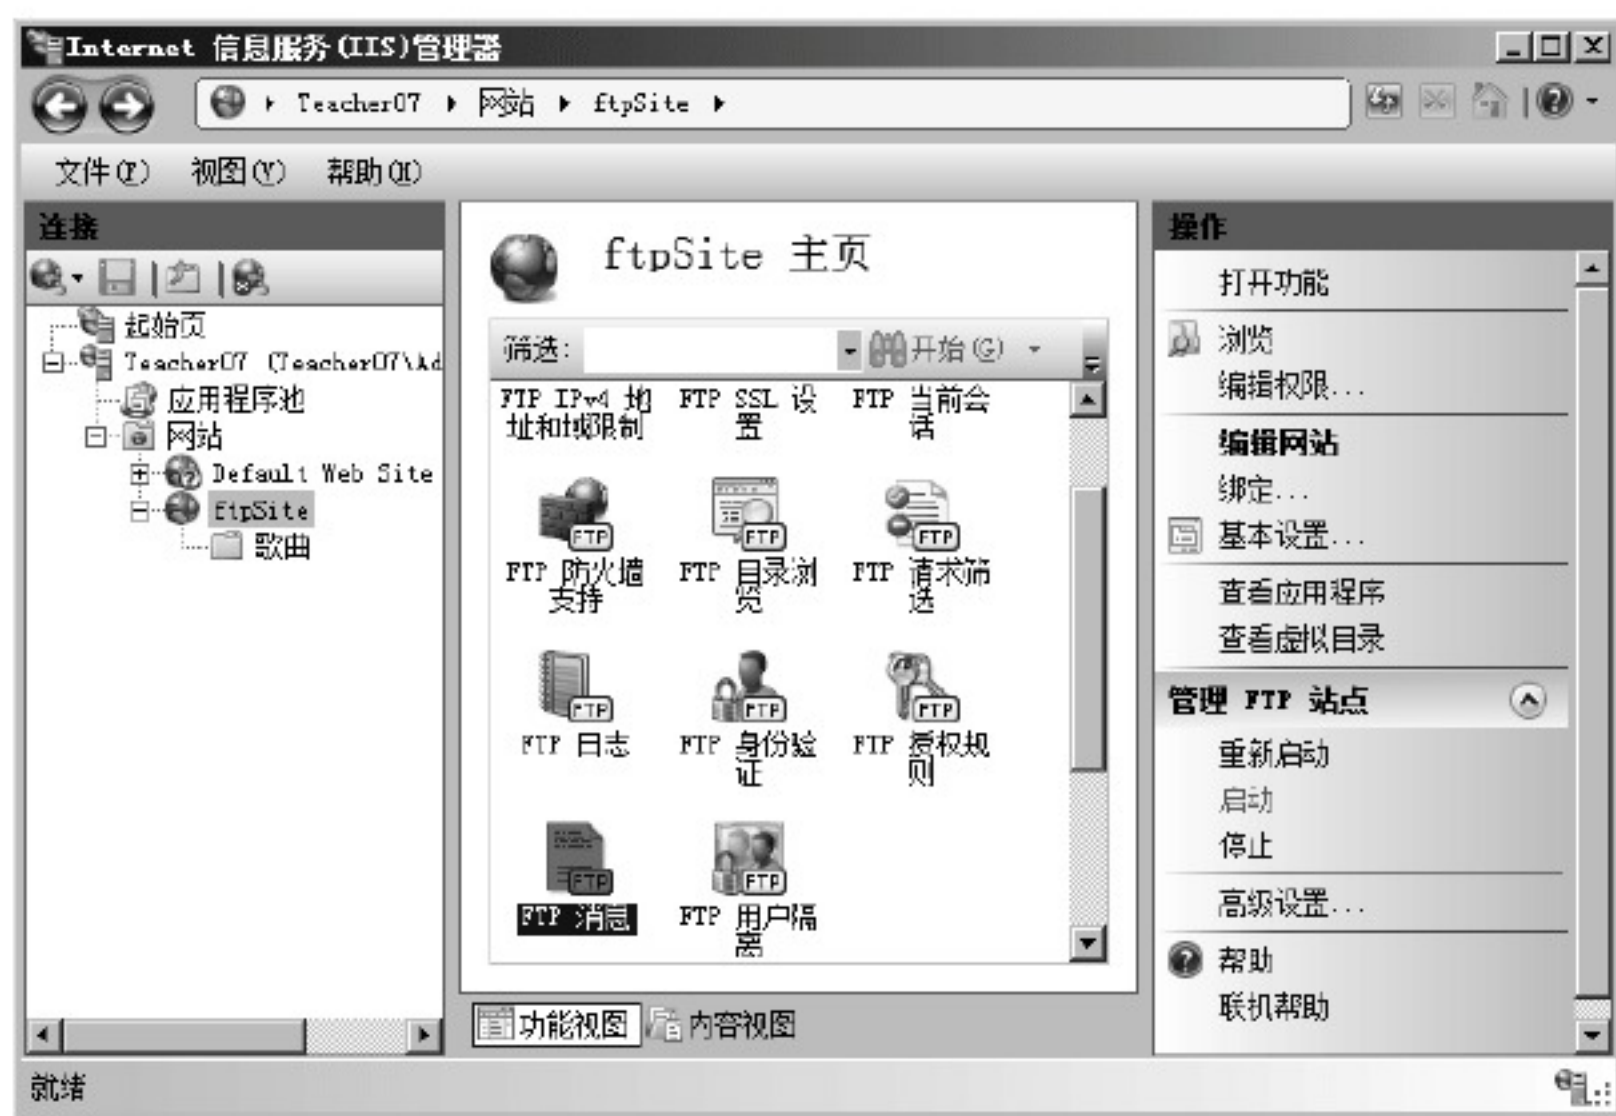 Internet 信息服务(IIS)管理器
Teacher07 网站 ftpSite
文件(F) 视图(V) 帮助(H)
连接
起始页
Teacher07 (Teacher07\Ad
应用程序池
网站
Default Web Site
ftpSite
歌曲
ftpSite 主页
筛选: 开始(G)
FTP IPv4 地
址和域限制
FTP SSL 设
置
FTP 当前会
话
FTP 防火墙
支持
FTP 目录浏
览
FTP 请求筛
选
FTP 日志
FTP 身份验
证
FTP 授权规
则
FTP 消息
FTP 用户隔
离
功能视图 内容视图
操作
打开功能
浏览
编辑权限...
编辑网站
绑定...
基本设置...
查看应用程序
查看虚拟目录
管理 FTP 站点
重新启动
启动
停止
高级设置...
帮助
联机帮助
就绪